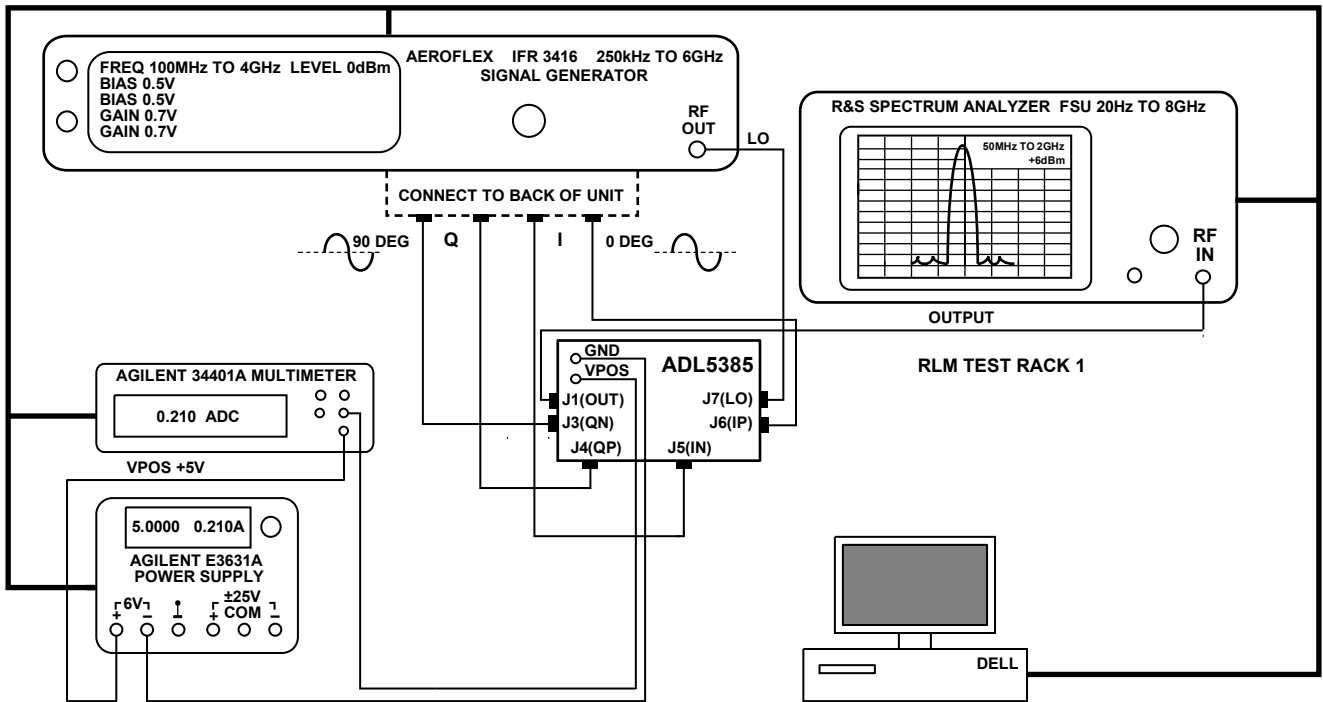 AEROFLEX IFR 3416 250kHz TO 6GHz
SIGNAL GENERATOR
FREQ 100MHz TO 4GHz LEVEL 0dBm
BIAS 0.5V
BIAS 0.5V
GAIN 0.7V
GAIN 0.7V
RF
OUT
LO
CONNECT TO BACK OF UNIT
90 DEG
Q
I
0 DEG
R&S SPECTRUM ANALYZER FSU 20Hz TO 8GHz
50MHz TO 2GHz
+6dBm
RF
IN
OUTPUT
RLM TEST RACK 1
GND
VPOS
ADL5385
J1(OUT)
J7(LO)
J3(QN)
J6(IP)
J4(QP)
J5(IN)
AGILENT 34401A MULTIMETER
0.210 ADC
VPOS +5V
5.0000 0.210A
AGILENT E3631A
POWER SUPPLY
6V
±25V
COM
+ – + –
DELL